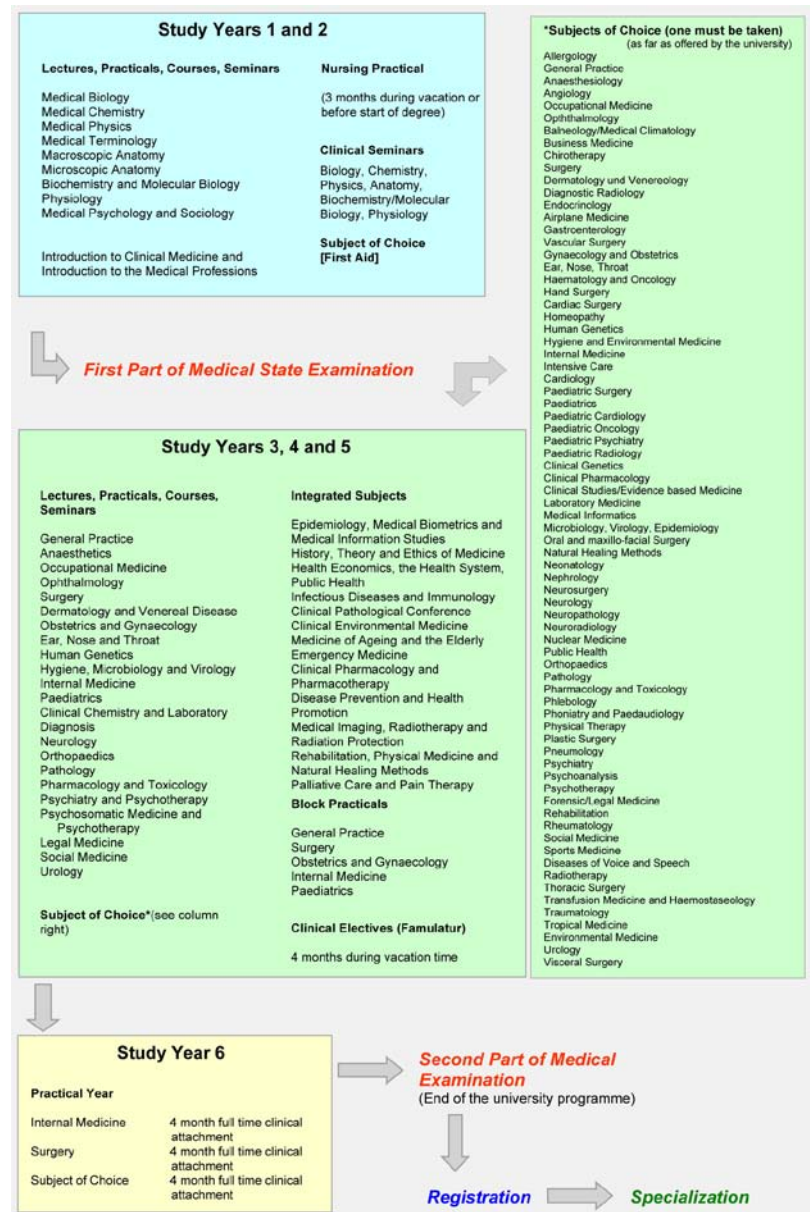 Study Years 1 and 2
Lectures, Practicals, Courses, Seminars
Medical Biology
Medical Chemistry
Medical Physics
Medical Terminology
Macroscopic Anatomy
Microscopic Anatomy
Biochemistry and Molecular Biology
Physiology
Medical Psychology and Sociology
Introduction to Clinical Medicine and
Introduction to the Medical Professions
Nursing Practical
(3 months during vacation or
before start of degree)
Clinical Seminars
Biology, Chemistry,
Physics, Anatomy,
Biochemistry/Molecular
Biology, Physiology
Subject of Choice
[First Aid]
First Part of Medical State Examination
Study Years 3, 4 and 5
Lectures, Practicals, Courses,
Seminars
General Practice
Anaesthetics
Occupational Medicine
Ophthalmology
Surgery
Dermatology and Venereal Disease
Obstetrics and Gynaecology
Ear, Nose and Throat
Human Genetics
Hygiene, Microbiology and Virology
Internal Medicine
Paediatrics
Clinical Chemistry and Laboratory
Diagnosis
Neurology
Orthopaedics
Pathology
Pharmacology and Toxicology
Psychiatry and Psychotherapy
Psychosomatic Medicine and
Psychotherapy
Legal Medicine
Social Medicine
Urology
Subject of Choice*(see column
right)
Integrated Subjects
Epidemiology, Medical Biometrics and
Medical Information Studies
History, Theory and Ethics of Medicine
Health Economics, the Health System,
Public Health
Infectious Diseases and Immunology
Clinical Pathological Conference
Clinical Environmental Medicine
Medicine of Ageing and the Elderly
Emergency Medicine
Clinical Pharmacology and
Pharmacotherapy
Disease Prevention and Health
Promotion
Medical Imaging, Radiotherapy and
Radiation Protection
Rehabilitation, Physical Medicine and
Natural Healing Methods
Palliative Care and Pain Therapy
Block Practicals
General Practice
Surgery
Obstetrics and Gynaecology
Internal Medicine
Paediatrics
Clinical Electives (Famulatur)
4 months during vacation time
*Subjects of Choice (one must be taken)
(as far as offered by the university)
Allergology
General Practice
Anaesthesiology
Angiology
Occupational Medicine
Opththalmology
Balneology/Medical Climatology
Business Medicine
Chirotherapy
Surgery
Dermatology und Venereology
Diagnostic Radiology
Endocrinology
Airplane Medicine
Gastroenterology
Vascular Surgery
Gynaecology and Obstetrics
Ear, Nose, Throat
Haematology and Oncology
Hand Surgery
Cardiac Surgery
Homeopathy
Human Genetics
Hygiene and Environmental Medicine
Internal Medicine
Intensive Care
Cardiology
Paediatric Surgery
Paediatrics
Paediatric Cardiology
Paediatric Oncology
Paediatric Psychiatry
Paediatric Radiology
Clinical Genetics
Clinical Pharmacology
Clinical Studies/Evidence based Medicine
Laboratory Medicine
Medical Informatics
Microbiology, Virology, Epidemiology
Oral and maxillo-facial Surgery
Natural Healing Methods
Neonatology
Nephrology
Neurosurgery
Neurology
Neuropathology
Neuroradiology
Nuclear Medicine
Public Health
Orthopaedics
Pathology
Pharmacology and Toxicology
Phlebology
Phoniatry and Paedaudiology
Physical Therapy
Plastic Surgery
Pneumology
Psychiatry
Psychoanalysis
Psychotherapy
Forensic/Legal Medicine
Rehabilitation
Rheumatology
Social Medicine
Sports Medicine
Diseases of Voice and Speech
Radiotherapy
Thoracic Surgery
Transfusion Medicine and Haemostaseology
Traumatology
Tropical Medicine
Environmental Medicine
Urology
Visceral Surgery
Study Year 6
Practical Year
Internal Medicine 4 month full time clinical
attachment
Surgery 4 month full time clinical
attachment
Subject of Choice 4 month full time clinical
attachment
Second Part of Medical
Examination
(End of the university programme)
Registration
Specialization